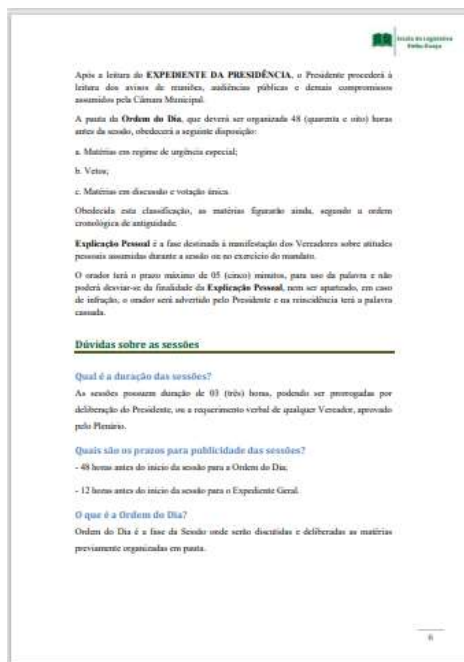 Escola do Legislativo
Após a leitura do EXPEDIENTE DA PRESIDÊNCIA, o Presidente procederá à
leitura dos avisos de reuniões, audiências públicas e demais compromissos
assumidos pela Câmara Municipal.
A pauta da Ordem do Dia, que deverá ser organizada 48 (quarenta e oito) horas
antes da sessão, obedecerá a seguinte disposição:
a. Matérias em regime de urgência especial;
b. Vetos;
c. Matérias em discussão e votação única.
Obedecida esta classificação, as matérias figurarão ainda, segundo a ordem
cronológica de antiguidade.
Explicação Pessoal é a fase destinada à manifestação dos Vereadores sobre atitudes
pessoais assumidas durante a sessão ou no exercício do mandato.
O orador terá o prazo máximo de 05 (cinco) minutos, para uso da palavra e não
poderá desviar-se da finalidade da Explicação Pessoal, nem ser aparteado, em caso
de infração, o orador será advertido pelo Presidente e na reincidência terá a palavra
cassada.
Dúvidas sobre as sessões
Qual é a duração das sessões?
As sessões possuem duração de 03 (três) horas, podendo ser prorrogadas por
deliberação do Presidente, ou a requerimento verbal de qualquer Vereador, aprovado
pelo Plenário.
Quais são os prazos para publicidade das sessões?
- 48 horas antes do início da sessão para a Ordem do Dia;
- 12 horas antes do início da sessão para o Expediente Geral.
O que é a Ordem do Dia?
Ordem do Dia é a fase da Sessão onde serão discutidas e deliberadas as matérias
previamente organizadas em pauta.